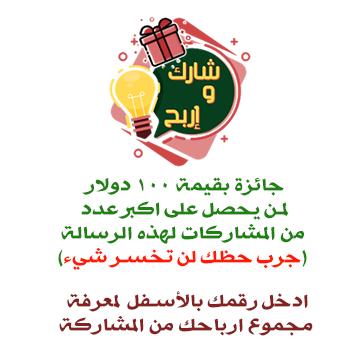 شارك
و
إربح
جائزة بقيمة ١٠٠ دولار
لمن يحصل على اكبر عدد
من المشاركات لهذه الرسالة
(جرب حظك لن تخسر شيء)
ادخل رقمك بالأسفل لمعرفة
مجموع ارباحك من المشاركة